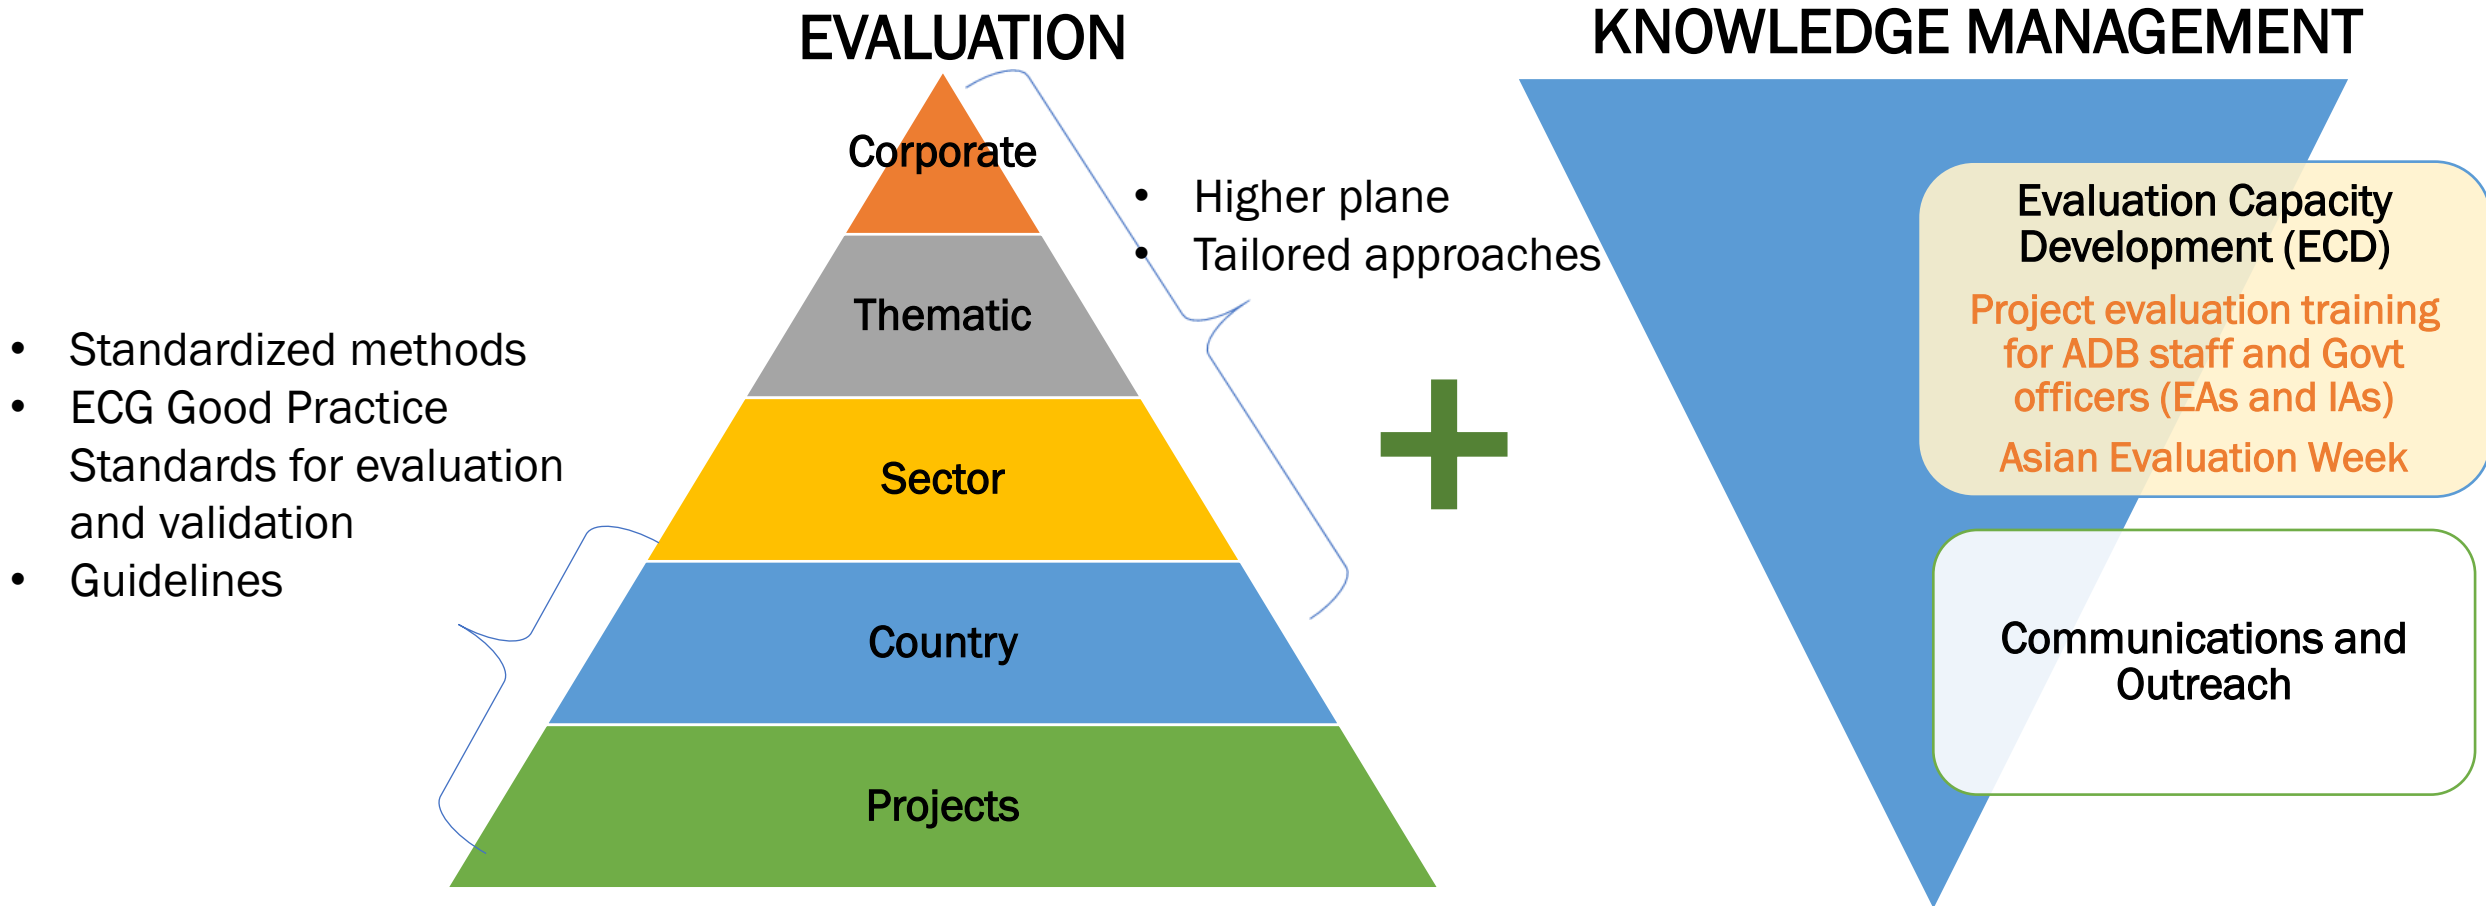 EVALUATION
Corporate
Thematic
Sector
Country
Projects
• Standardized methods
• ECG Good Practice
Standards for evaluation
and validation
• Guidelines
• Higher plane
• Tailored approaches
KNOWLEDGE MANAGEMENT
Evaluation Capacity
Development (ECD)
Project evaluation training
for ADB staff and Govt
officers (EAs and IAs)
Asian Evaluation Week
Communications and
Outreach